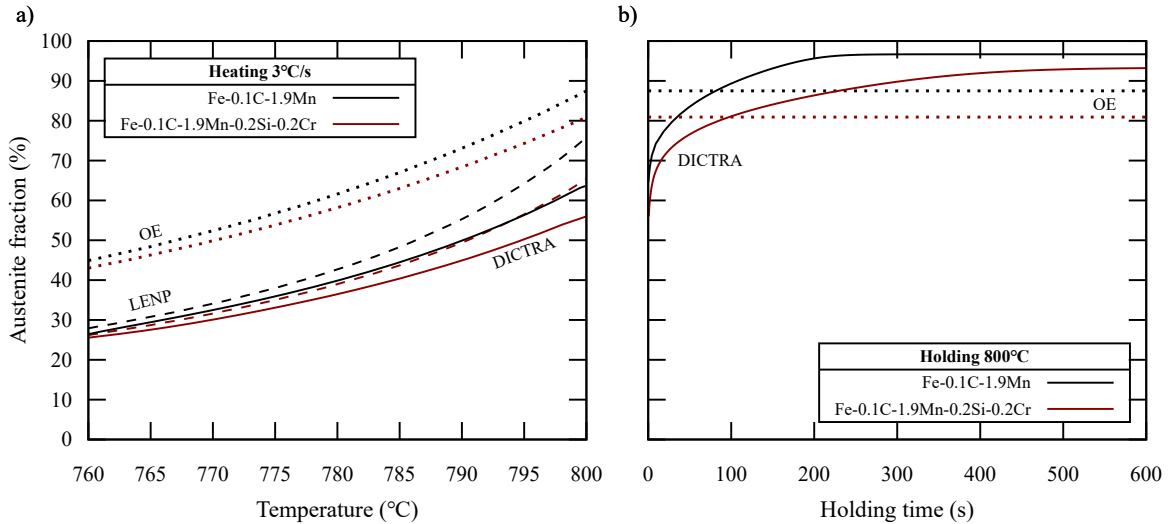 a)
100
90
80
70
60
50
40
30
20
10
0
Austenite fraction (%)
Heating 3°C/s
Fe-0.1C-1.9Mn
Fe-0.1C-1.9Mn-0.2Si-0.2Cr
OE
LENP
DICTRA
760 765 770 775 780 785 790 795 800
Temperature (°C)
b)
OE
DICTRA
Holding 800°C
Fe-0.1C-1.9Mn
Fe-0.1C-1.9Mn-0.2Si-0.2Cr
0 100 200 300 400 500 600
Holding time (s)